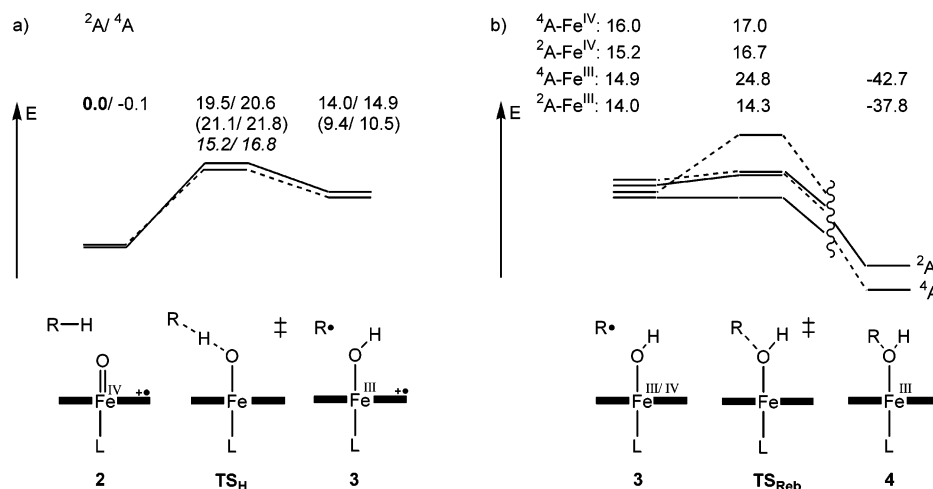 a)
²A/ ⁴A
0.0/ -0.1 19.5/ 20.6 14.0/ 14.9
(21.1/ 21.8) (9.4/ 10.5)
15.2/ 16.8
E
R—H R H ‡ R• H
O O O
IV III
Fe +• Fe Fe +•
L L L
2 TS_H 3
b)
⁴A-Fe^IV: 16.0 17.0
²A-Fe^IV: 15.2 16.7
⁴A-Fe^III: 14.9 24.8 -42.7
²A-Fe^III: 14.0 14.3 -37.8
E
²A
⁴A
R• H R H ‡ R H
O O O
III/ IV III
Fe Fe Fe
L L L
3 TS_Reb 4